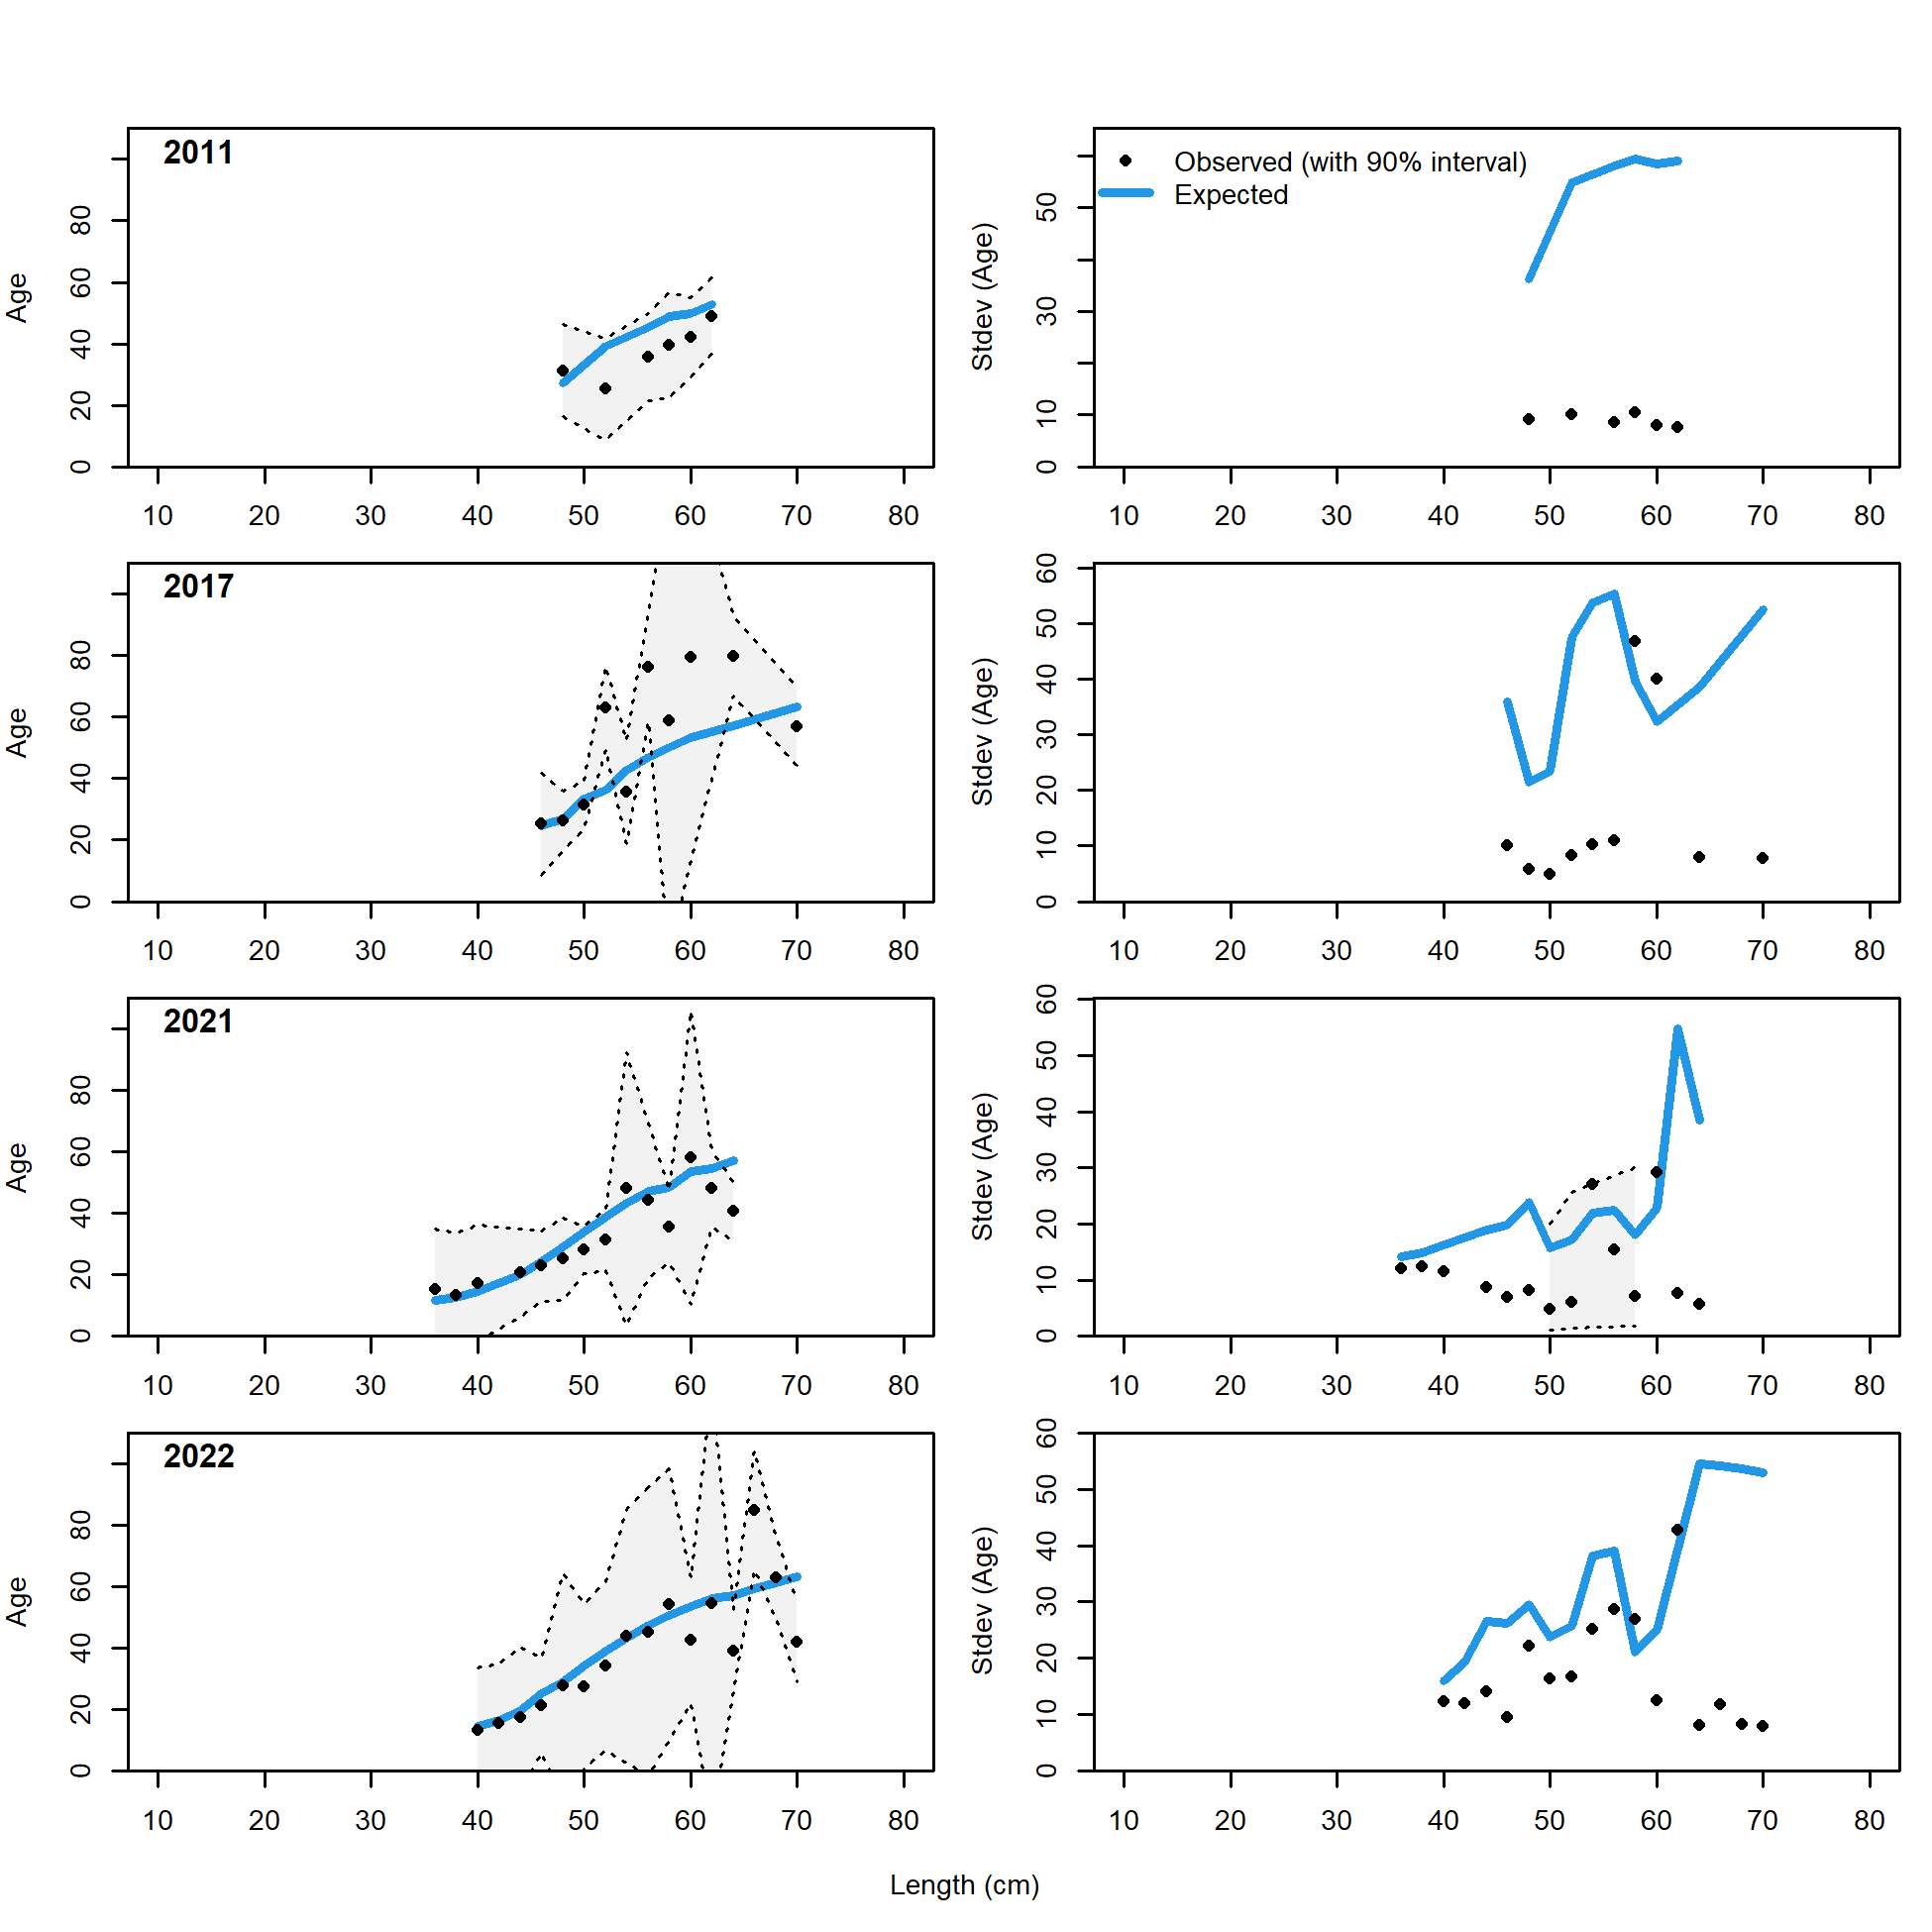 2011
Age
0 20 40 60 80
10 20 30 40 50 60 70 80
Observed (with 90% interval)
Expected
Stdev (Age)
0 10 30 50
10 20 30 40 50 60 70 80
2017
Age
0 20 40 60 80
10 20 30 40 50 60 70 80
Stdev (Age)
0 10 20 30 40 50 60
10 20 30 40 50 60 70 80
2021
Age
0 20 40 60 80
10 20 30 40 50 60 70 80
Stdev (Age)
0 10 20 30 40 50 60
10 20 30 40 50 60 70 80
2022
Age
0 20 40 60 80
10 20 30 40 50 60 70 80
Stdev (Age)
0 10 20 30 40 50 60
10 20 30 40 50 60 70 80
Length (cm)